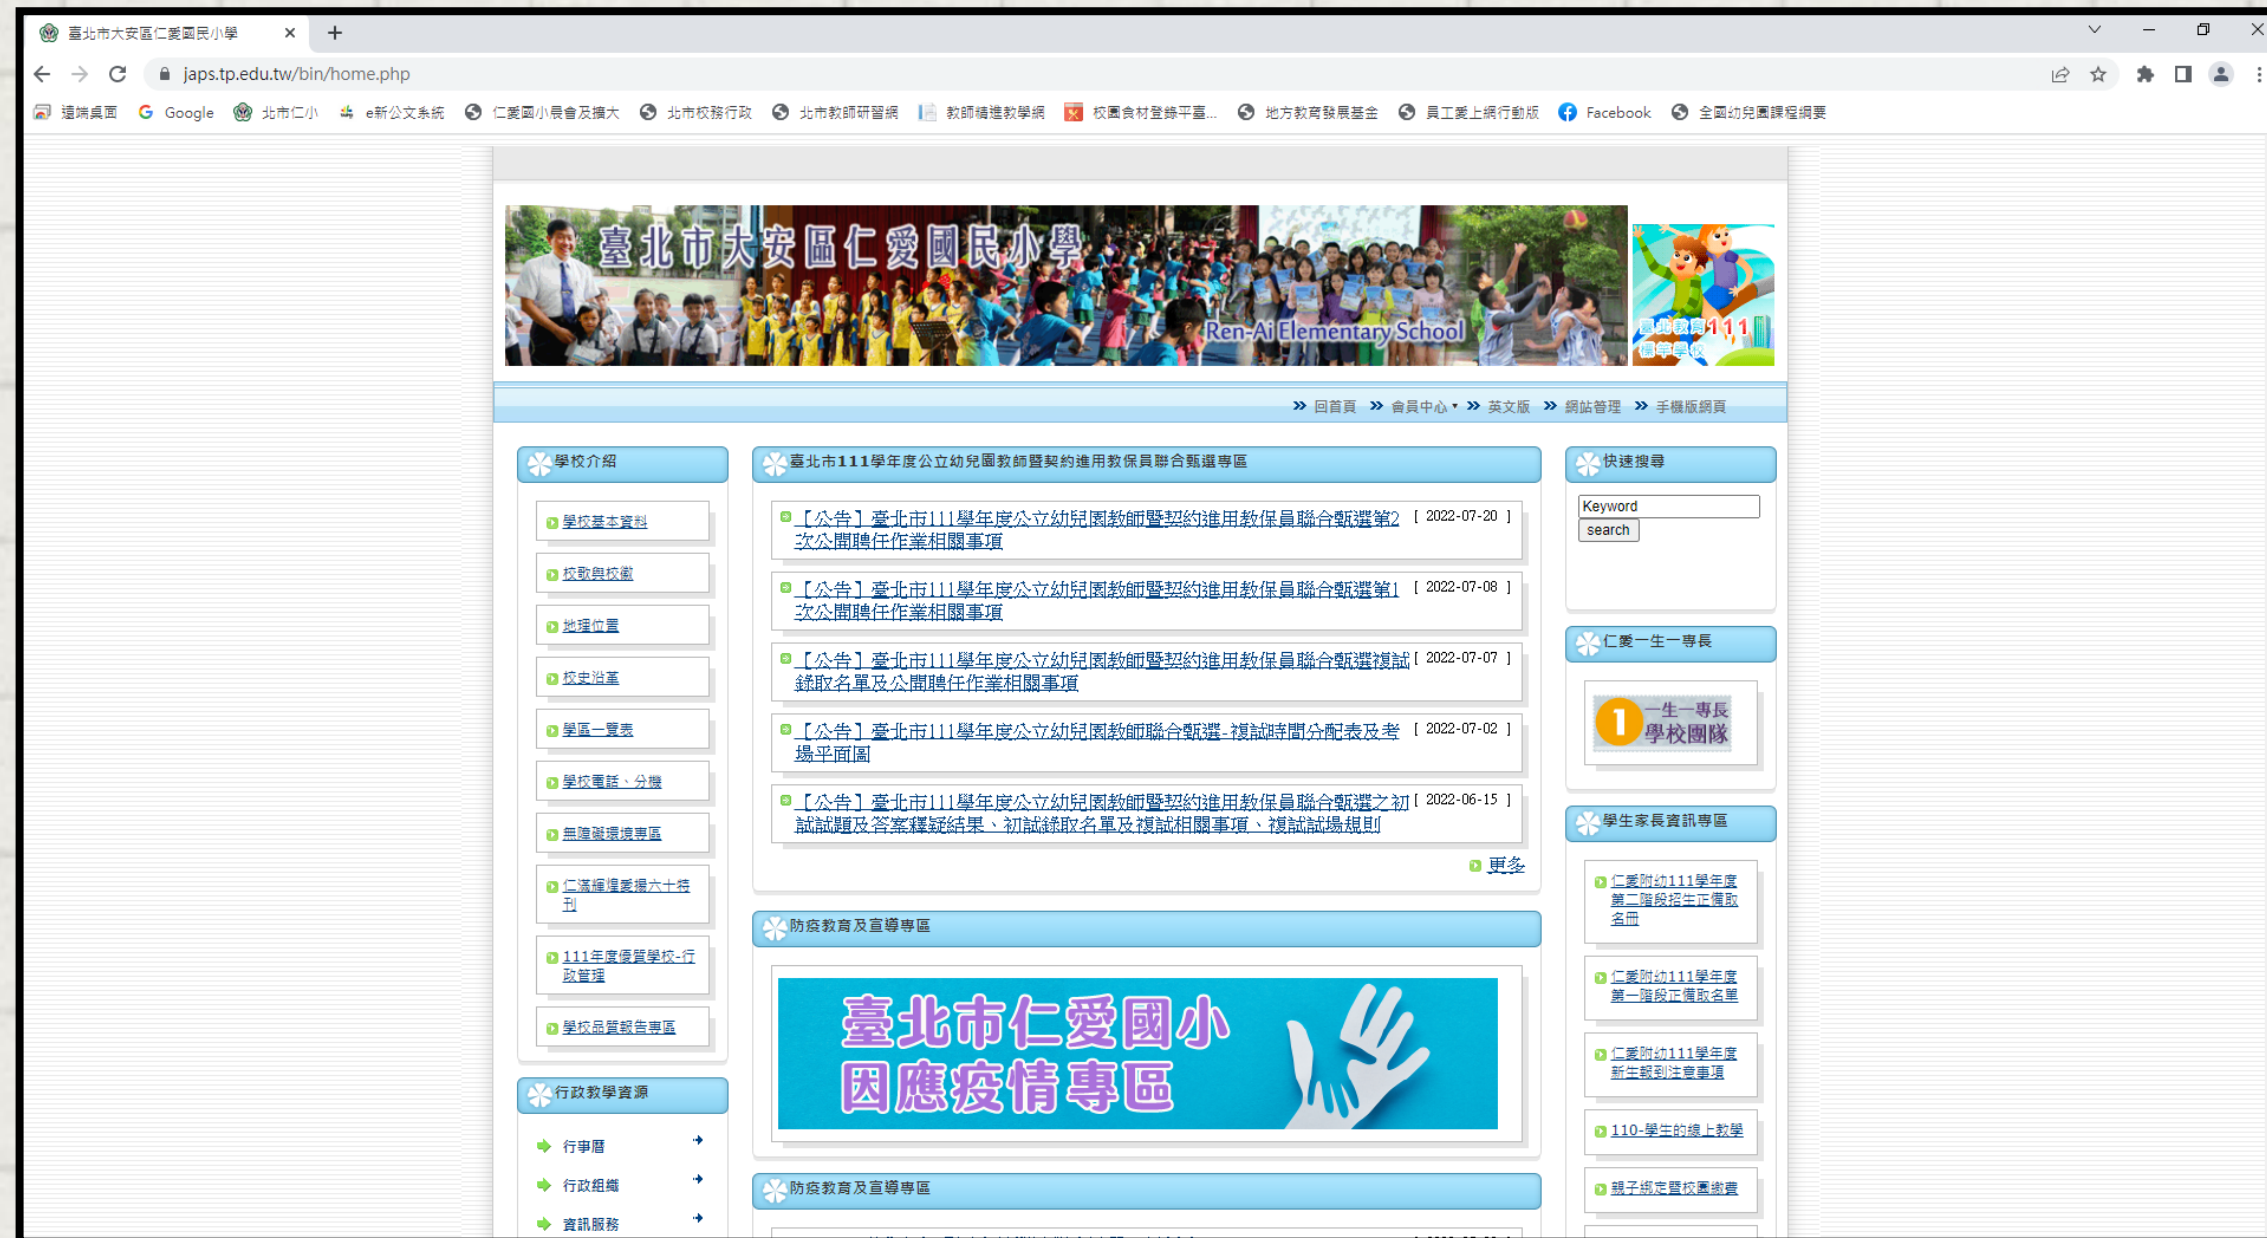 臺北市大安區仁愛國民小學
japs.tp.edu.tw/bin/home.php
遠端桌面 Google 北市仁小 e新公文系統 仁愛國小晨會及擴大 北市校務行政 北市教師研習網 教師精進教學網 校園食材登錄平臺... 地方教育發展基金 員工愛上網行動版 Facebook 全國幼兒園課程綱要
臺北市大安區仁愛國民小學
Ren-Ai Elementary School
臺北教育111
標竿學校
回首頁 會員中心 英文版 網站管理 手機版網頁
學校介紹
學校基本資料
校歌與校徽
地理位置
校史沿革
學區一覽表
學校電話、分機
無障礙環境專區
仁滿輝煌愛揚六十特
刊
111年度優質學校-行
政管理
學校品質報告專區
行政教學資源
行事曆
行政組織
資訊服務
臺北市111學年度公立幼兒園教師暨契約進用教保員聯合甄選專區
【公告】臺北市111學年度公立幼兒園教師暨契約進用教保員聯合甄選第2 [ 2022-07-20 ]
次公開聘任作業相關事項
【公告】臺北市111學年度公立幼兒園教師暨契約進用教保員聯合甄選第1 [ 2022-07-08 ]
次公開聘任作業相關事項
【公告】臺北市111學年度公立幼兒園教師暨契約進用教保員聯合甄選複試 [ 2022-07-07 ]
錄取名單及公開聘任作業相關事項
【公告】臺北市111學年度公立幼兒園教師聯合甄選-複試時間分配表及考 [ 2022-07-02 ]
場平面圖
【公告】臺北市111學年度公立幼兒園教師暨契約進用教保員聯合甄選之初 [ 2022-06-15 ]
試試題及答案釋疑結果、初試錄取名單及複試相關事項、複試試場規則
更多
防疫教育及宣導專區
臺北市仁愛國小
因應疫情專區
防疫教育及宣導專區
快速搜尋
Keyword
search
仁愛一生一專長
1 一生一專長
學校團隊
學生家長資訊專區
仁愛附幼111學年度
第二階段招生正備取
名冊
仁愛附幼111學年度
第一階段正備取名單
仁愛附幼111學年度
新生報到注意事項
110-學生的線上教學
親子綁定暨校園繳費